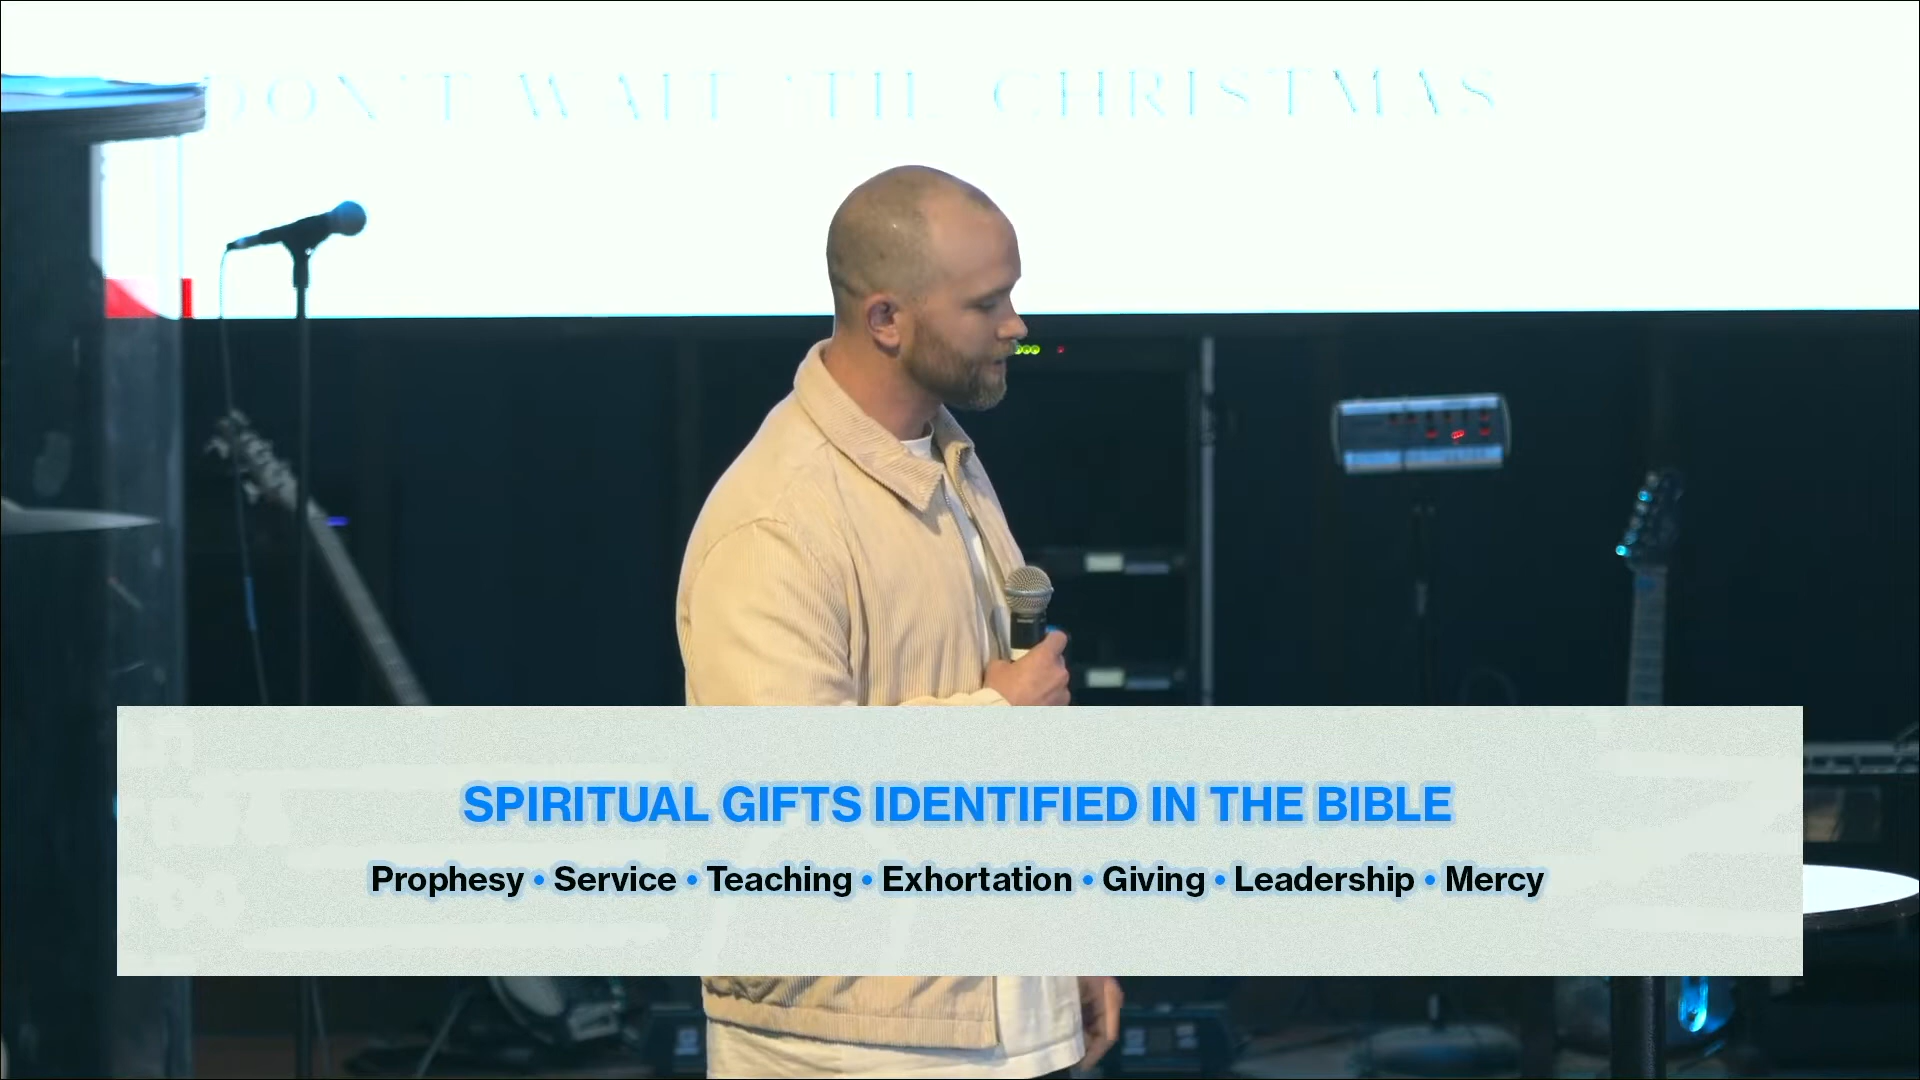 DON'T WAIT 'TIL CHRISTMAS
SPIRITUAL GIFTS IDENTIFIED IN THE BIBLE
Prophesy • Service • Teaching • Exhortation • Giving • Leadership • Mercy